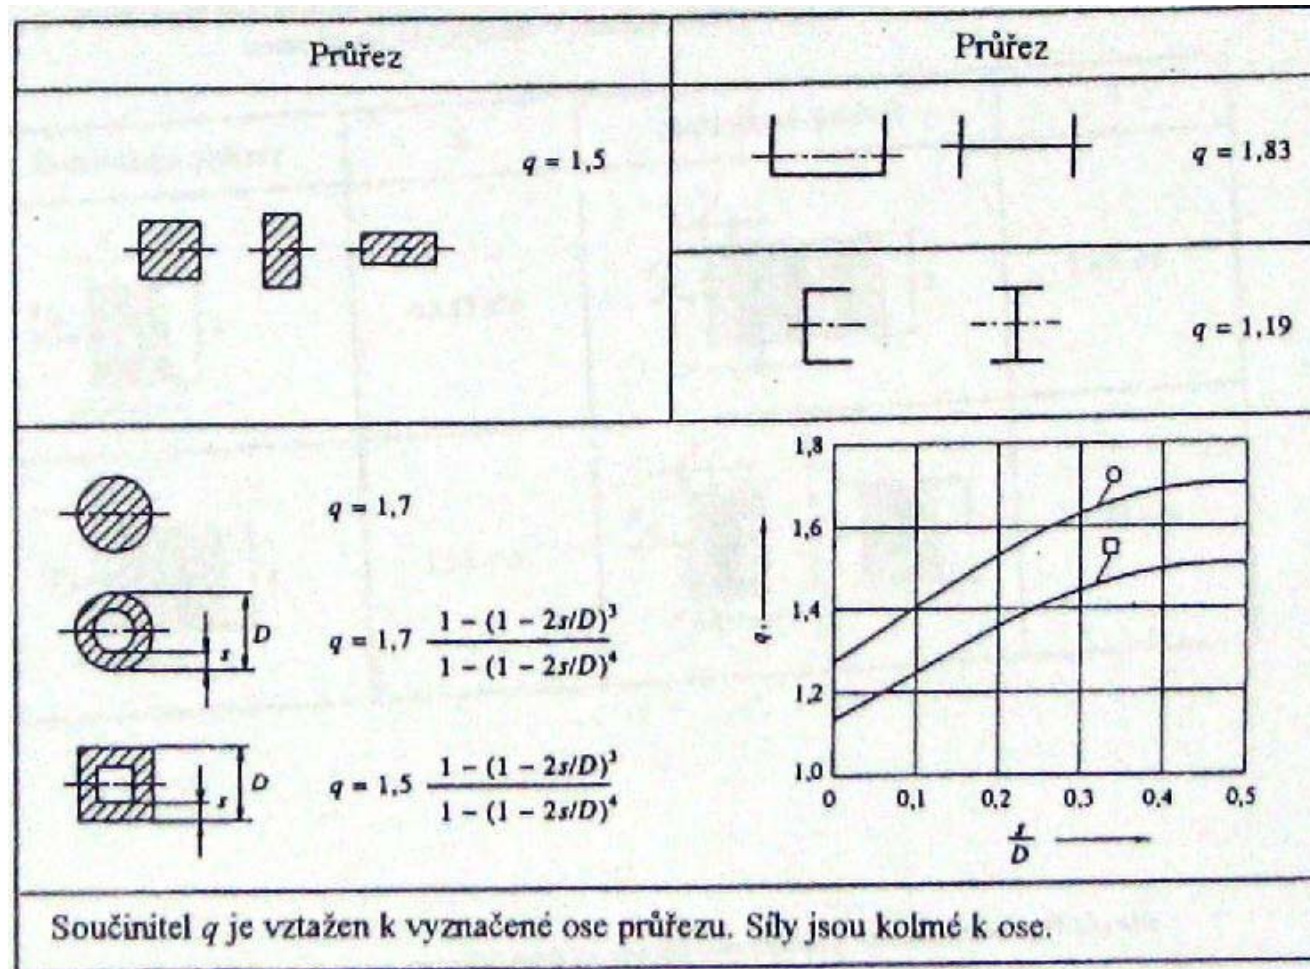 Průřez
Průřez
q = 1,5
q = 1,83
q = 1,19
q = 1,7
D
s
q = 1,7 1 − (1 − 2s/D)³
1 − (1 − 2s/D)⁴
D
s
q = 1,5 1 − (1 − 2s/D)³
1 − (1 − 2s/D)⁴
1,8
1,6
1,4
1,2
1,0
q
0 0,1 0,2 0,3 0,4 0,5
s
D
Součinitel q je vztažen k vyznačené ose průřezu. Síly jsou kolmé k ose.